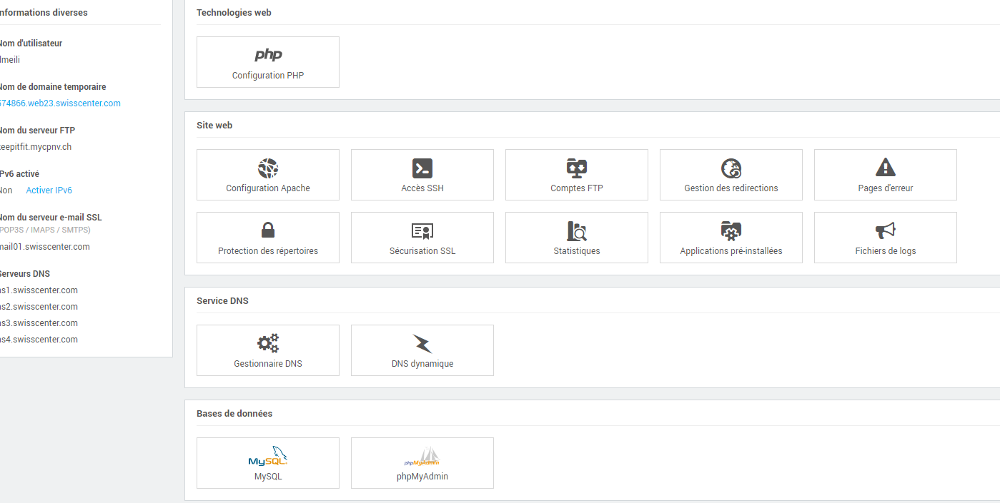 nformations diverses
Nom d'utilisateur
lmeili
Nom de domaine temporaire
574866.web23.swisscenter.com
Nom du serveur FTP
keepitfit.mycpnv.ch
IPv6 activé
Non Activer IPv6
Nom du serveur e-mail SSL
(POP3S / IMAPS / SMTPS)
mail01.swisscenter.com
Serveurs DNS
ns1.swisscenter.com
ns2.swisscenter.com
ns3.swisscenter.com
ns4.swisscenter.com
Technologies web
php
Configuration PHP
Site web
Configuration Apache
Accès SSH
Comptes FTP
Gestion des redirections
Pages d'erreur
Protection des répertoires
Sécurisation SSL
Statistiques
Applications pré-installées
Fichiers de logs
Service DNS
Gestionnaire DNS
DNS dynamique
Bases de données
MySQL
MySQL
phpMyAdmin
phpMyAdmin